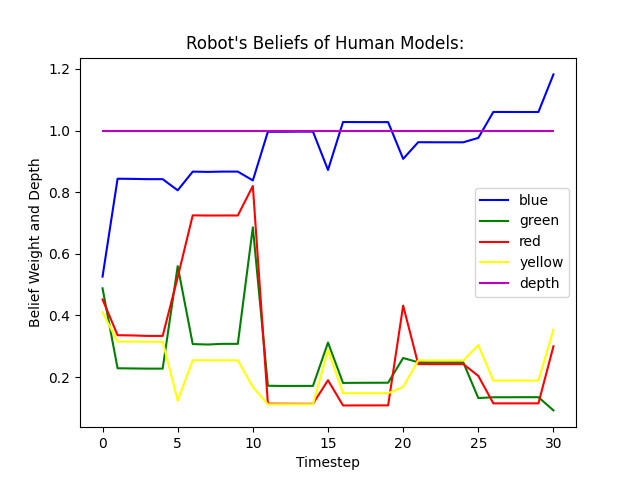 Robot's Beliefs of Human Models:
1.2
1.0
0.8
0.6
0.4
0.2
Belief Weight and Depth
blue
green
red
yellow
depth
0 5 10 15 20 25 30
Timestep